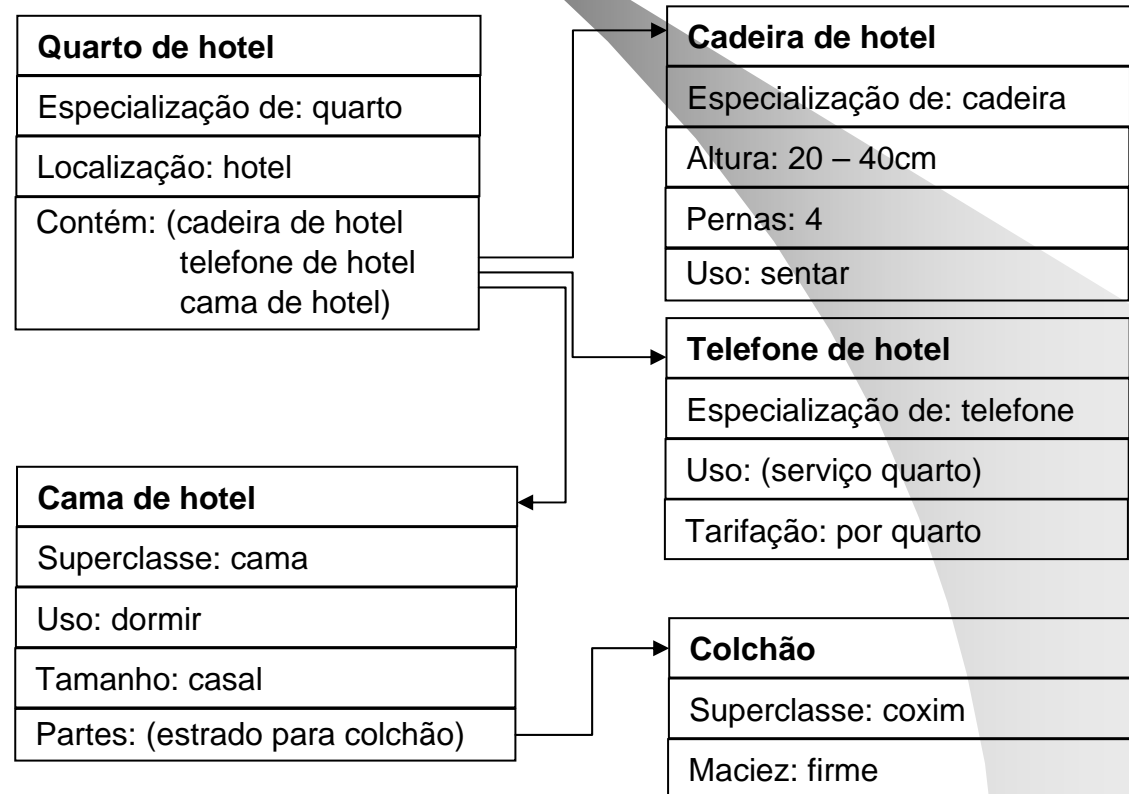 Quarto de hotel
Especialização de: quarto
Localização: hotel
Contém: (cadeira de hotel
telefone de hotel
cama de hotel)
Cadeira de hotel
Especialização de: cadeira
Altura: 20 – 40cm
Pernas: 4
Uso: sentar
Telefone de hotel
Especialização de: telefone
Uso: (serviço quarto)
Tarifação: por quarto
Cama de hotel
Superclasse: cama
Uso: dormir
Tamanho: casal
Partes: (estrado para colchão)
Colchão
Superclasse: coxim
Maciez: firme